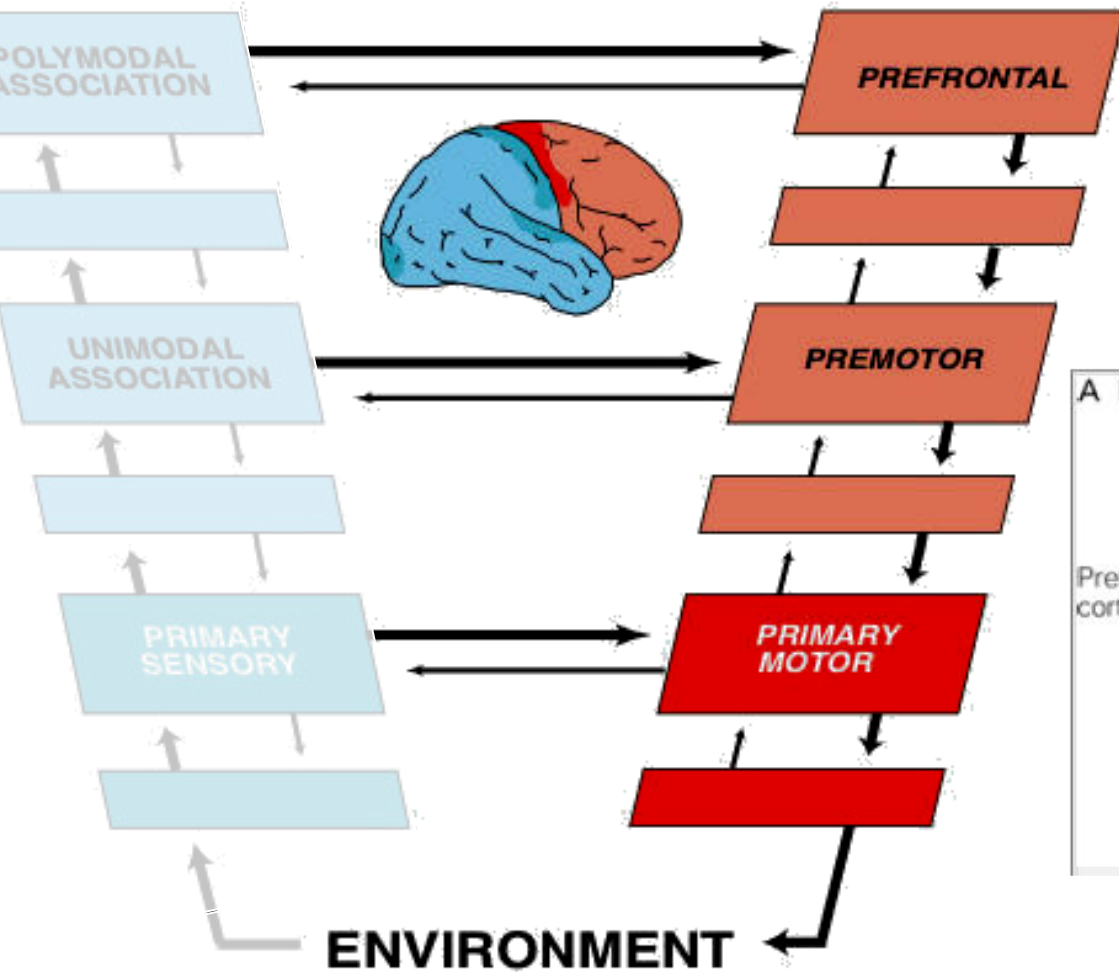 POLYMODAL
ASSOCIATION
PREFRONTAL
UNIMODAL
ASSOCIATION
PREMOTOR
A
Pre
cort
PRIMARY
SENSORY
PRIMARY
MOTOR
ENVIRONMENT